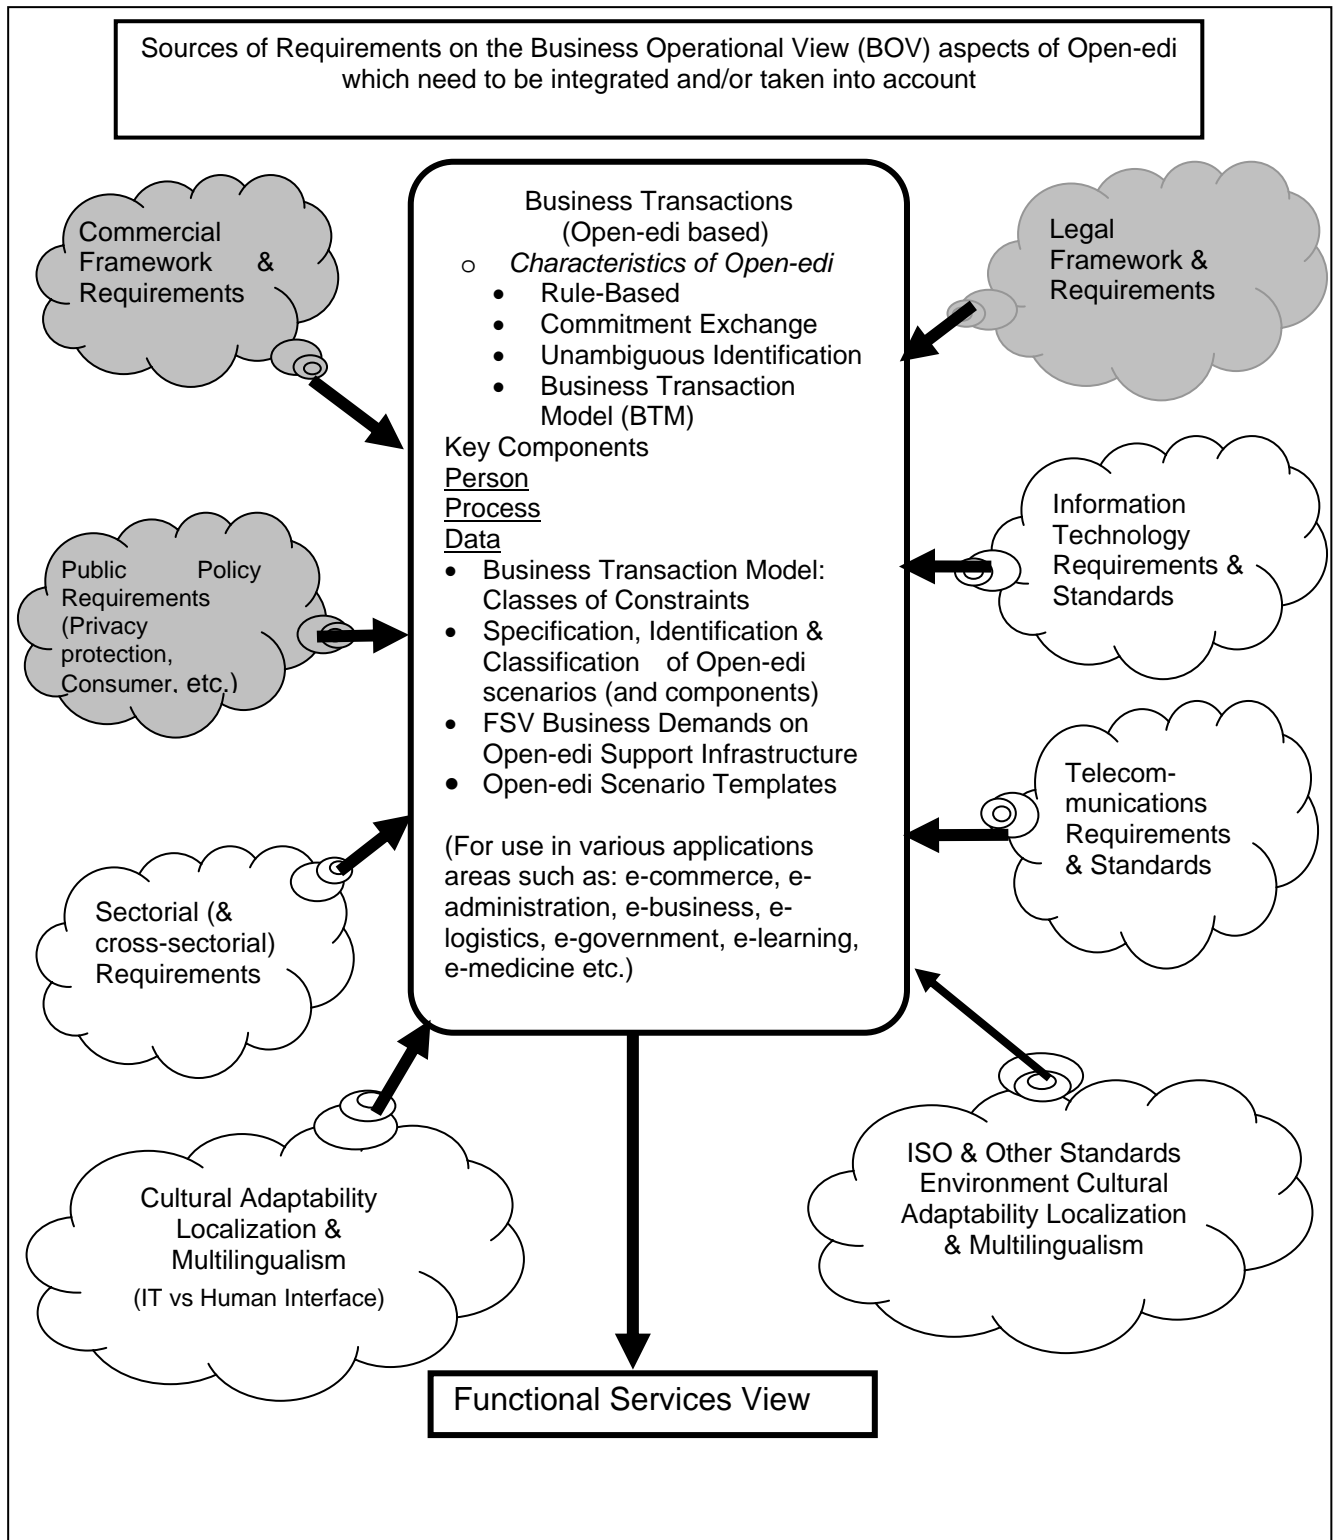 Sources of Requirements on the Business Operational View (BOV) aspects of Open-edi
which need to be integrated and/or taken into account
Commercial
Framework &
Requirements
Public Policy
Requirements
(Privacy
protection,
Consumer, etc.)
Sectorial (&
cross-sectorial)
Requirements
Cultural Adaptability
Localization &
Multilingualism
(IT vs Human Interface)
Business Transactions
(Open-edi based)
o Characteristics of Open-edi
• Rule-Based
• Commitment Exchange
• Unambiguous Identification
• Business Transaction
Model (BTM)
Key Components
Person
Process
Data
• Business Transaction Model:
Classes of Constraints
• Specification, Identification &
Classification of Open-edi
scenarios (and components)
• FSV Business Demands on
Open-edi Support Infrastructure
• Open-edi Scenario Templates
(For use in various applications
areas such as: e-commerce, e-
administration, e-business, e-
logistics, e-government, e-learning,
e-medicine etc.)
Legal
Framework &
Requirements
Information
Technology
Requirements &
Standards
Telecom-
munications
Requirements
& Standards
ISO & Other Standards
Environment Cultural
Adaptability Localization
& Multilingualism
Functional Services View